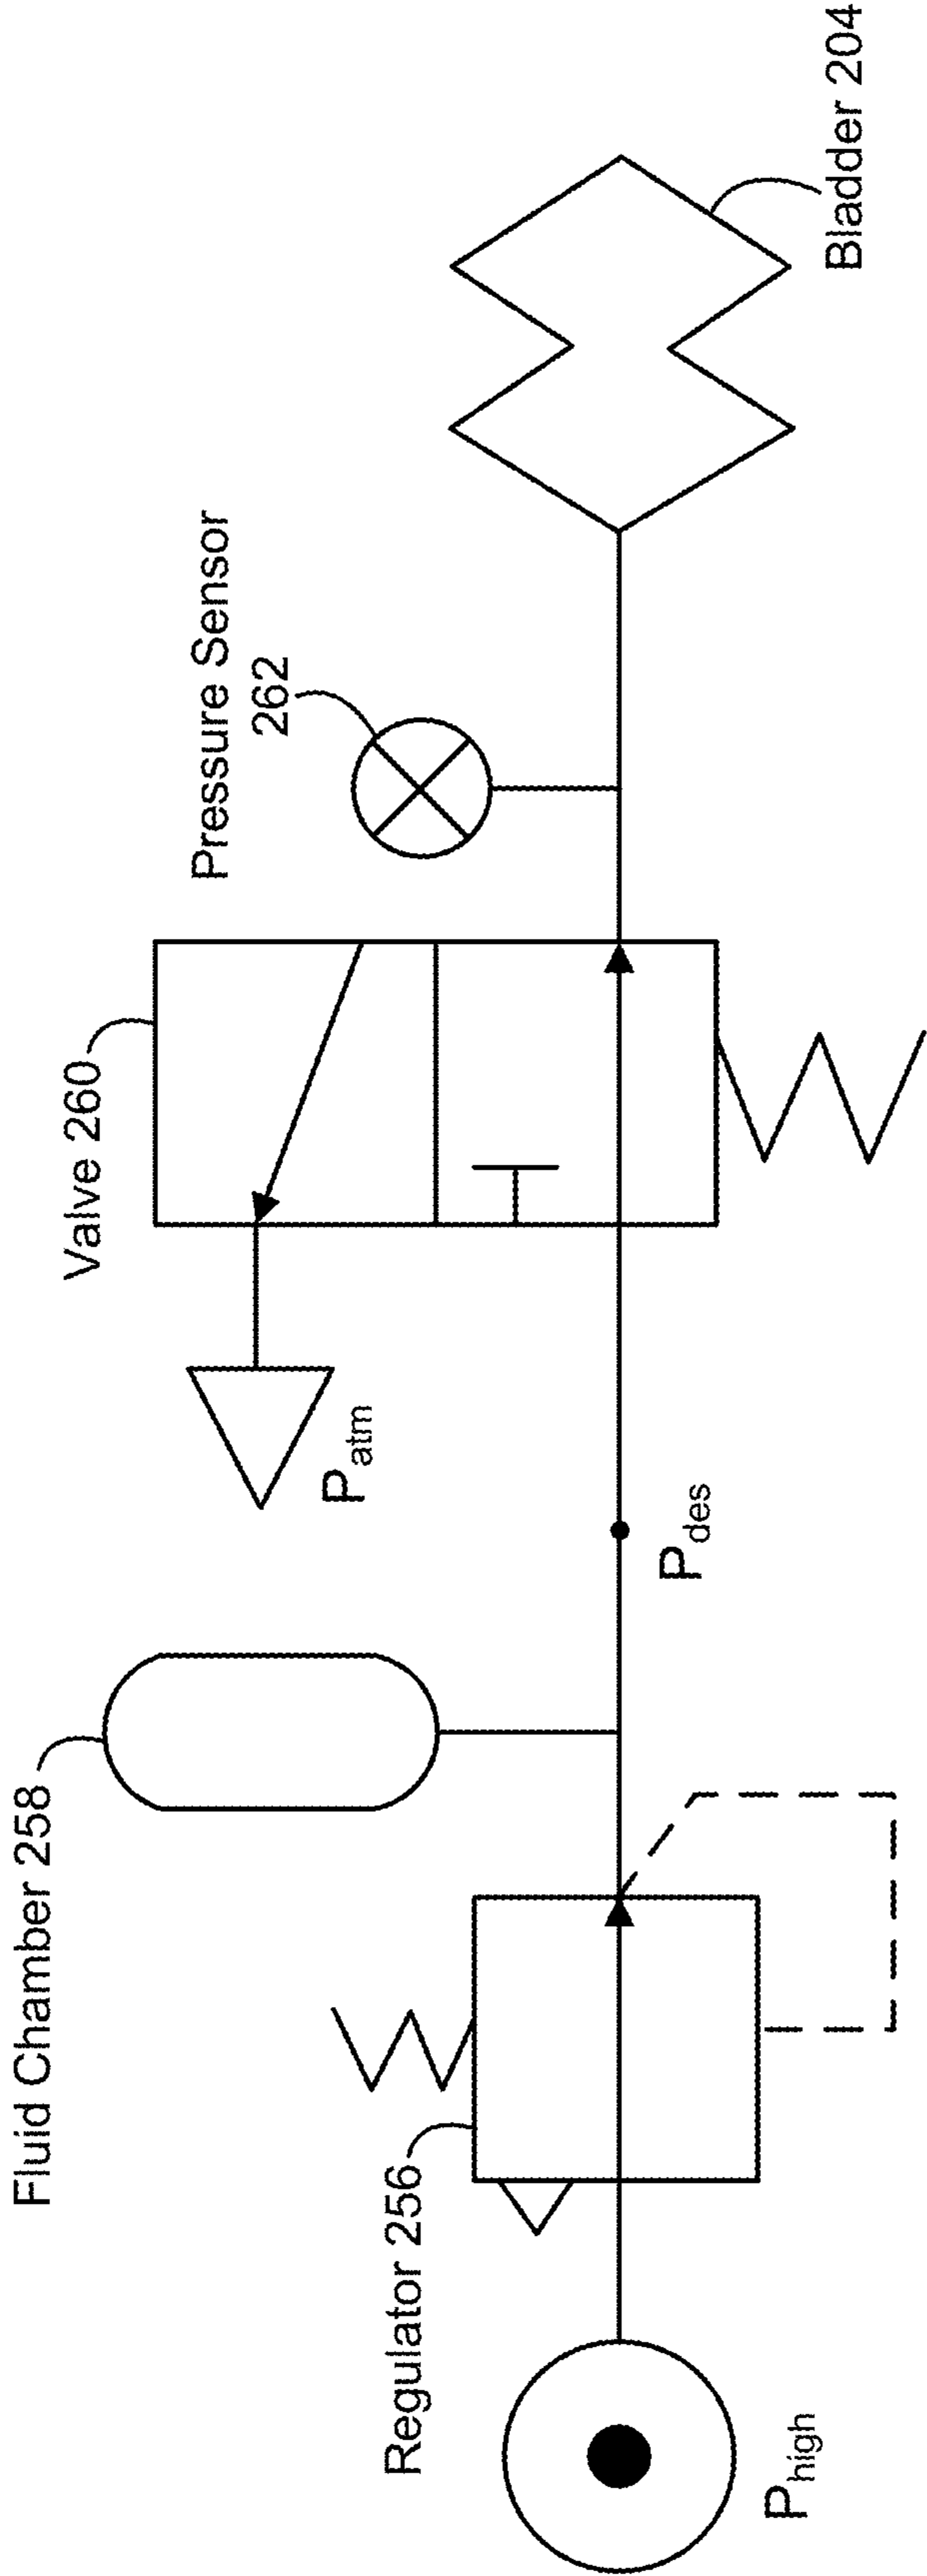 Fluid Chamber 258
Valve 260
Pressure Sensor
262
Regulator 256
P_atm
P_high
P_des
Bladder 204